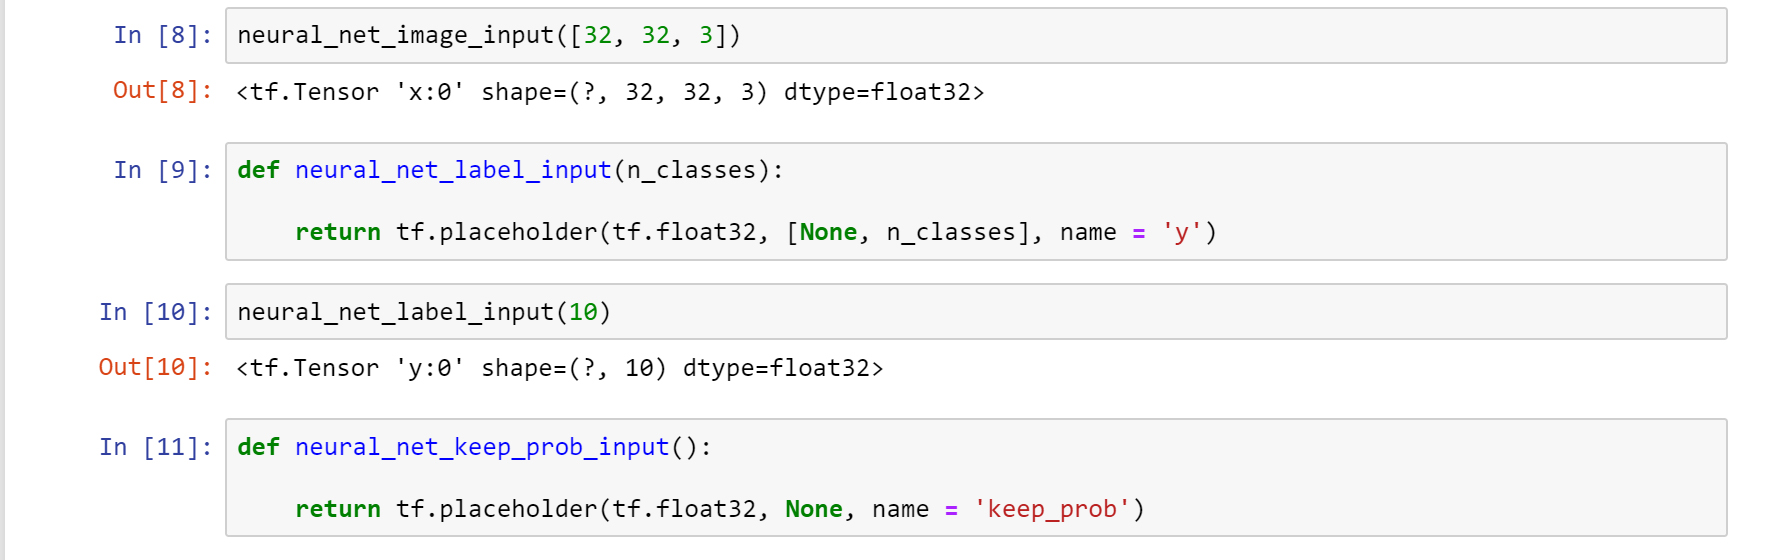 In [8]: neural_net_image_input([32, 32, 3])
Out[8]: <tf.Tensor 'x:0' shape=(?, 32, 32, 3) dtype=float32>
In [9]: def neural_net_label_input(n_classes):
return tf.placeholder(tf.float32, [None, n_classes], name = 'y')
In [10]: neural_net_label_input(10)
Out[10]: <tf.Tensor 'y:0' shape=(?, 10) dtype=float32>
In [11]: def neural_net_keep_prob_input():
return tf.placeholder(tf.float32, None, name = 'keep_prob')